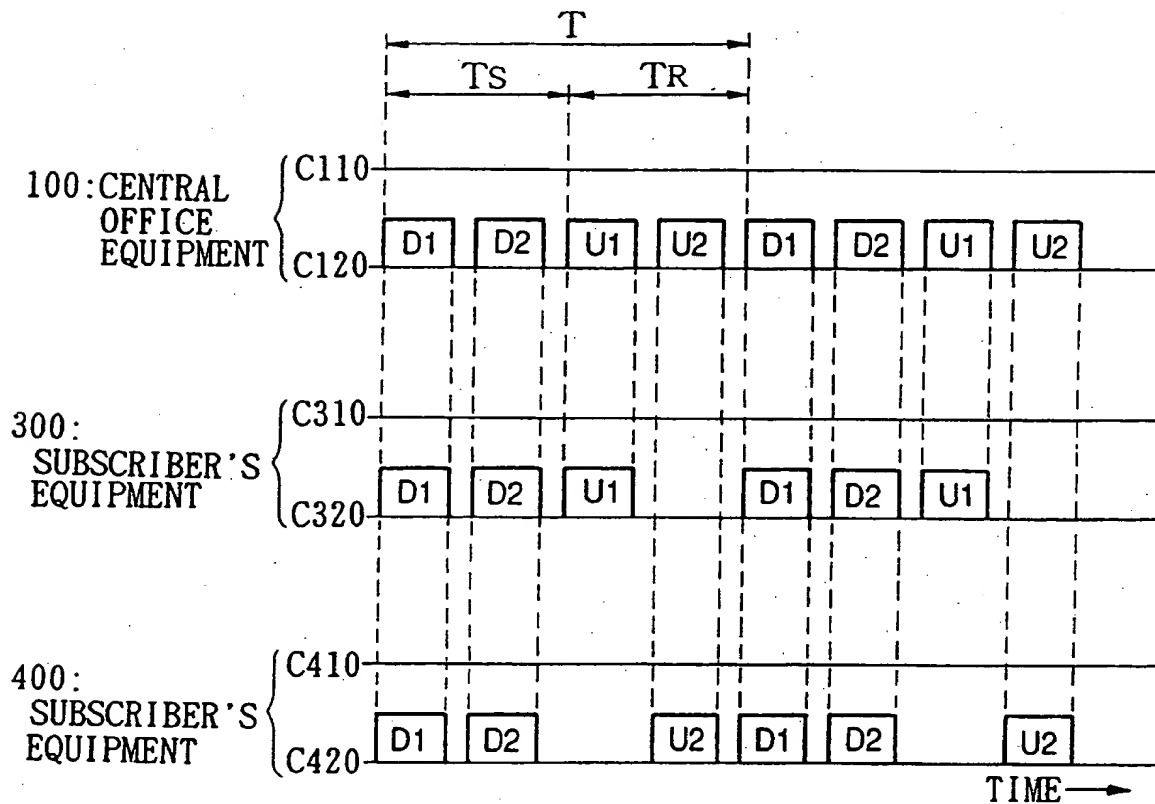 T
TS TR
100:CENTRAL OFFICE EQUIPMENT
C110
C120
D1 D2 U1 U2 D1 D2 U1 U2
300:
SUBSCRIBER'S
EQUIPMENT
C310
C320
D1 D2 U1 D1 D2 U1
400:
SUBSCRIBER'S
EQUIPMENT
C410
C420
D1 D2 U2 D1 D2 U2
TIME